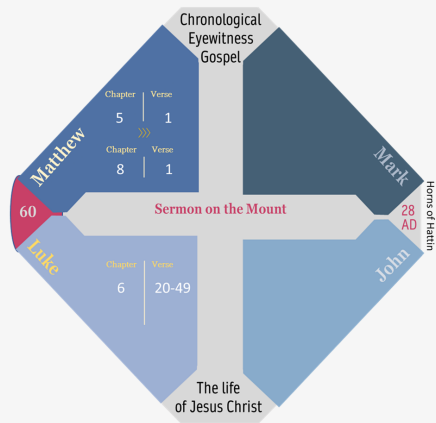 Chronological
Eyewitness
Gospel
Matthew
Chapter Verse
5 1
»»
Chapter Verse
8 1
Mark
60
Sermon on the Mount
28
AD
Horns of Hattin
Luke
Chapter Verse
6 20-49
John
The life
of Jesus Christ